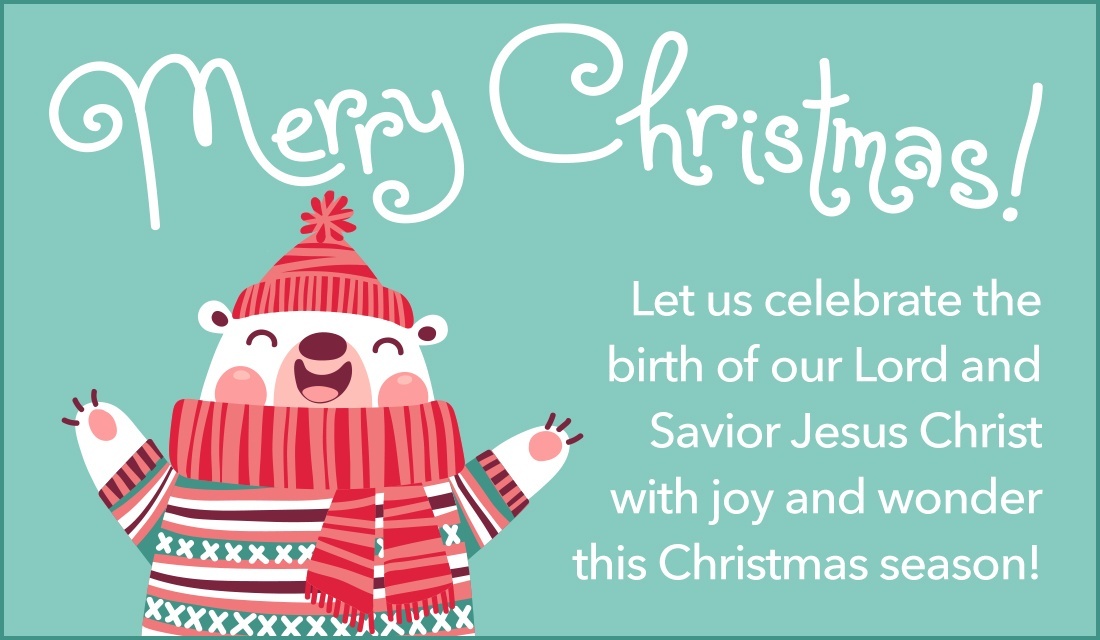 Merry Christmas!
Let us celebrate the
birth of our Lord and
Savior Jesus Christ
with joy and wonder
this Christmas season!